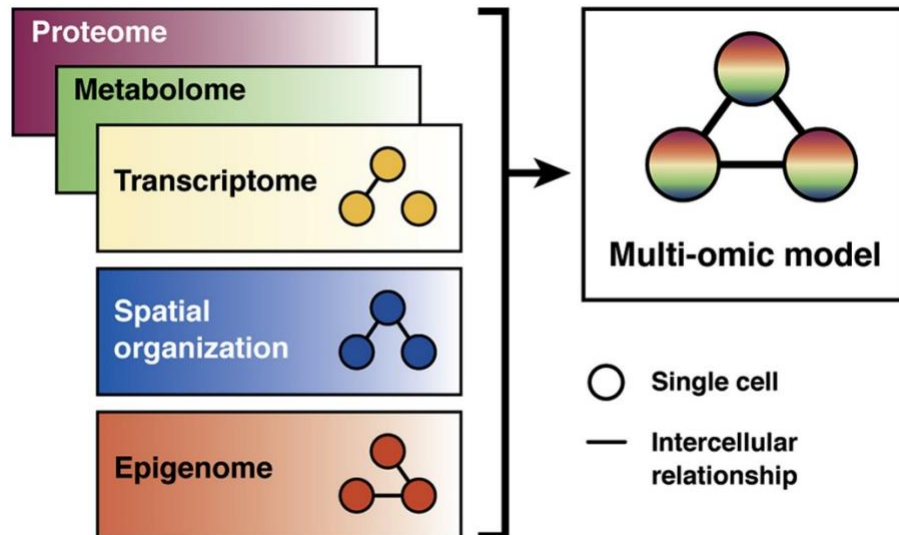 Proteome
Metabolome
Transcriptome
Spatial
organization
Epigenome
Multi-omic model
Single cell
Intercellular
relationship